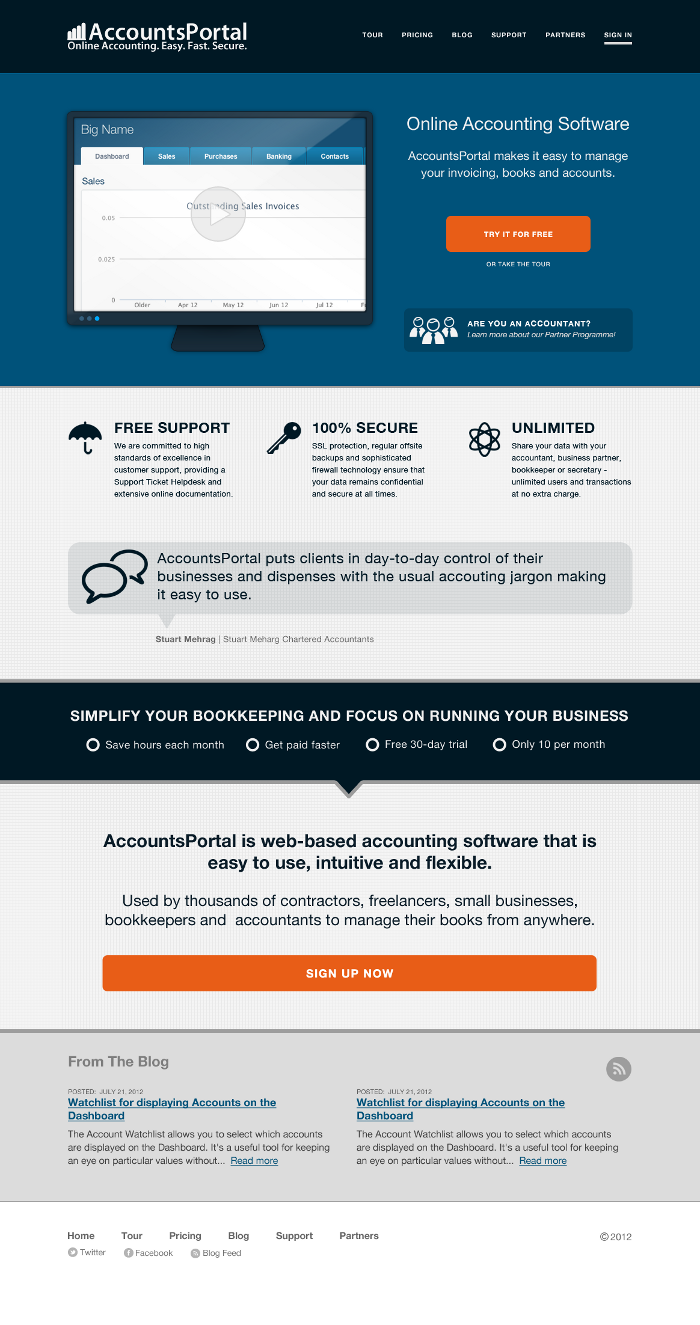 AccountsPortal
Online Accounting. Easy. Fast. Secure.
TOUR PRICING BLOG SUPPORT PARTNERS SIGN IN
Big Name
Dashboard Sales Purchases Banking Contacts
Sales
Outstanding Sales Invoices
0.05
0.025
0
Older Apr 12 May 12 Jun 12 Jul 12
Online Accounting Software
AccountsPortal makes it easy to manage
your invoicing, books and accounts.
TRY IT FOR FREE
OR TAKE THE TOUR
ARE YOU AN ACCOUNTANT?
Learn more about our Partner Programme!
FREE SUPPORT
We are committed to high
standards of excellence in
customer support, providing a
Support Ticket Helpdesk and
extensive online documentation.
100% SECURE
SSL protection, regular offsite
backups and sophisticated
firewall technology ensure that
your data remains confidential
and secure at all times.
UNLIMITED
Share your data with your
accountant, business partner,
bookkeeper or secretary -
unlimited users and transactions
at no extra charge.
AccountsPortal puts clients in day-to-day control of their
businesses and dispenses with the usual accouting jargon making
it easy to use.
Stuart Mehrag | Stuart Meharg Chartered Accountants
SIMPLIFY YOUR BOOKKEEPING AND FOCUS ON RUNNING YOUR BUSINESS
Save hours each month Get paid faster Free 30-day trial Only 10 per month
AccountsPortal is web-based accounting software that is
easy to use, intuitive and flexible.
Used by thousands of contractors, freelancers, small businesses,
bookkeepers and accountants to manage their books from anywhere.
SIGN UP NOW
From The Blog
POSTED: JULY 21, 2012
Watchlist for displaying Accounts on the
Dashboard
The Account Watchlist allows you to select which accounts
are displayed on the Dashboard. It's a useful tool for keeping
an eye on particular values without... Read more
POSTED: JULY 21, 2012
Watchlist for displaying Accounts on the
Dashboard
The Account Watchlist allows you to select which accounts
are displayed on the Dashboard. It's a useful tool for keeping
an eye on particular values without... Read more
Home Tour Pricing Blog Support Partners
© 2012
Twitter Facebook Blog Feed